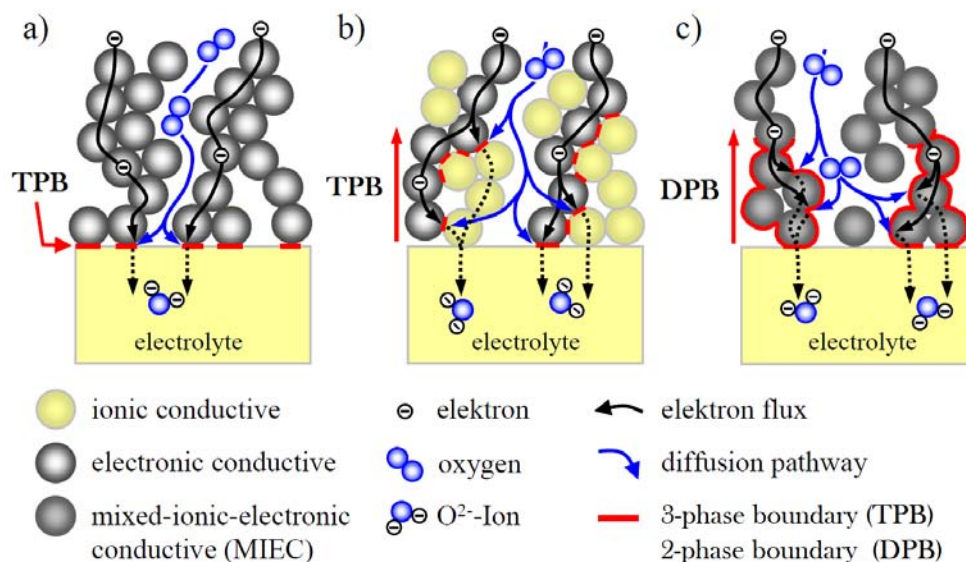 a)
b)
c)
TPB
TPB
DPB
electrolyte
electrolyte
electrolyte
ionic conductive
elektron
elektron flux
electronic conductive
oxygen
diffusion pathway
mixed-ionic-electronic
conductive (MIEC)
O²⁻-Ion
3-phase boundary (TPB)
2-phase boundary (DPB)